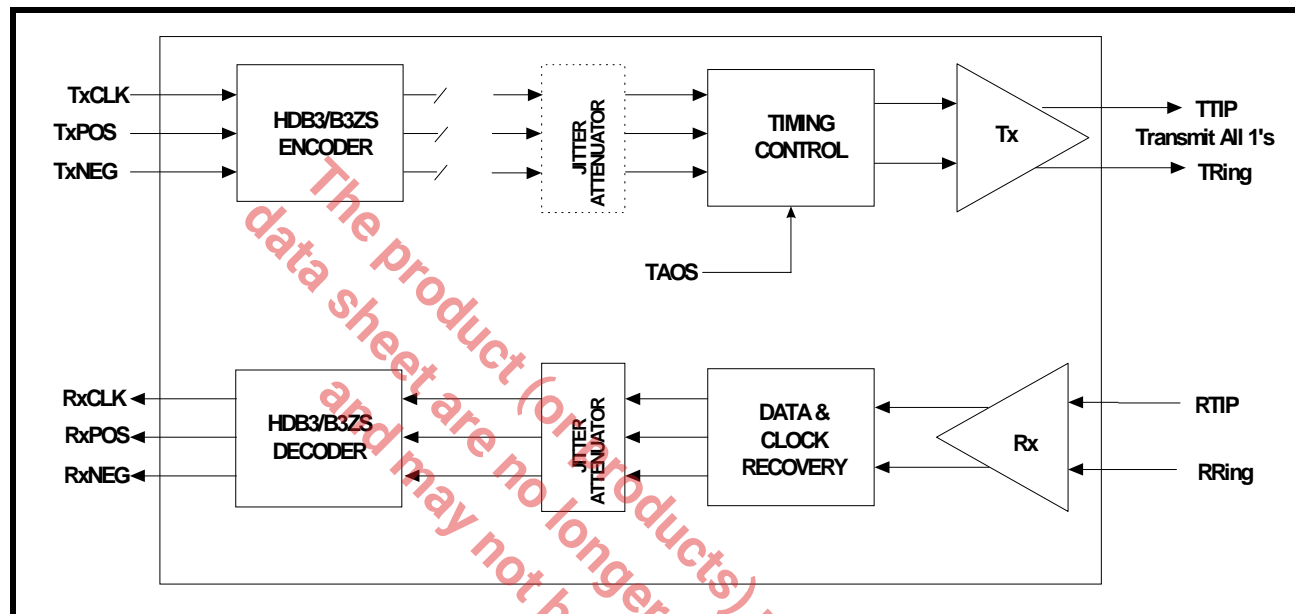 TxCLK
TxPOS
TxNEG
HDB3/B3ZS
ENCODER
JITTER
ATTENUATOR
TIMING
CONTROL
Tx
TTIP
Transmit All 1's
TRing
TAOS
RxCLK
RxPOS
RxNEG
HDB3/B3ZS
DECODER
JITTER
ATTENUATOR
DATA &
CLOCK
RECOVERY
Rx
RTIP
RRing
The product (or products)
data sheet are no longer
and may not